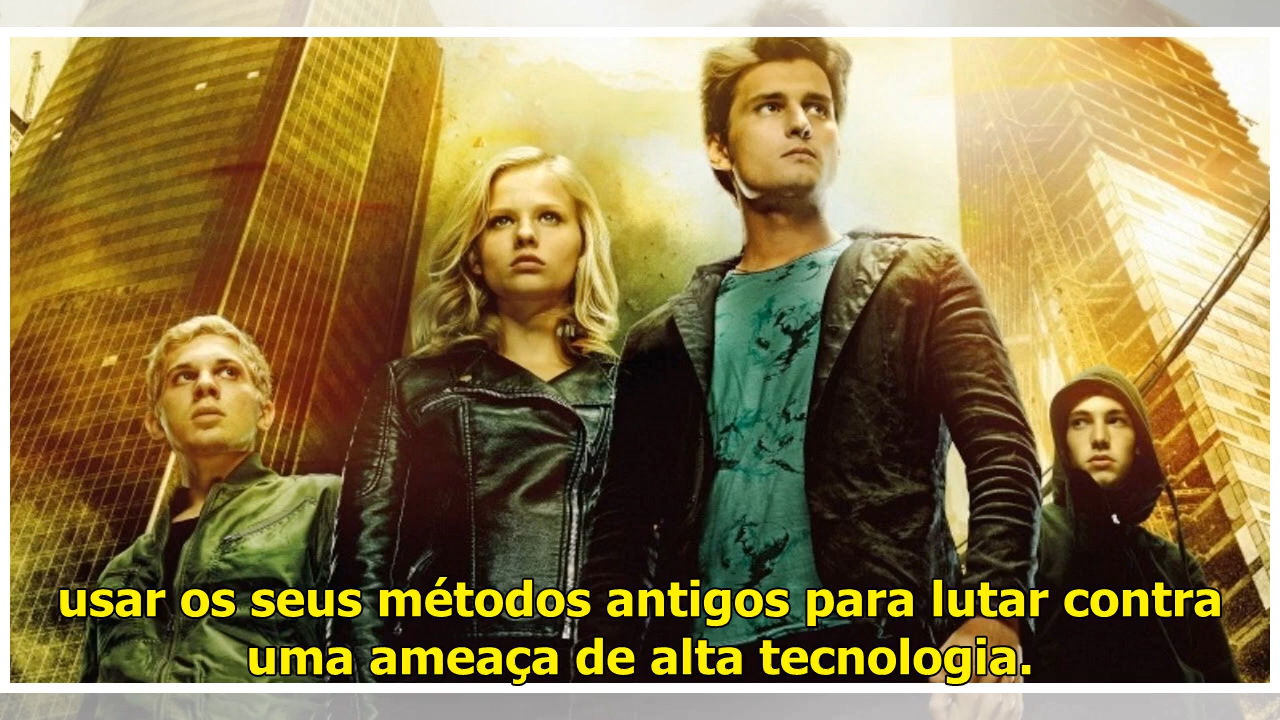 usar os seus métodos antigos para lutar contra
uma ameaça de alta tecnologia.